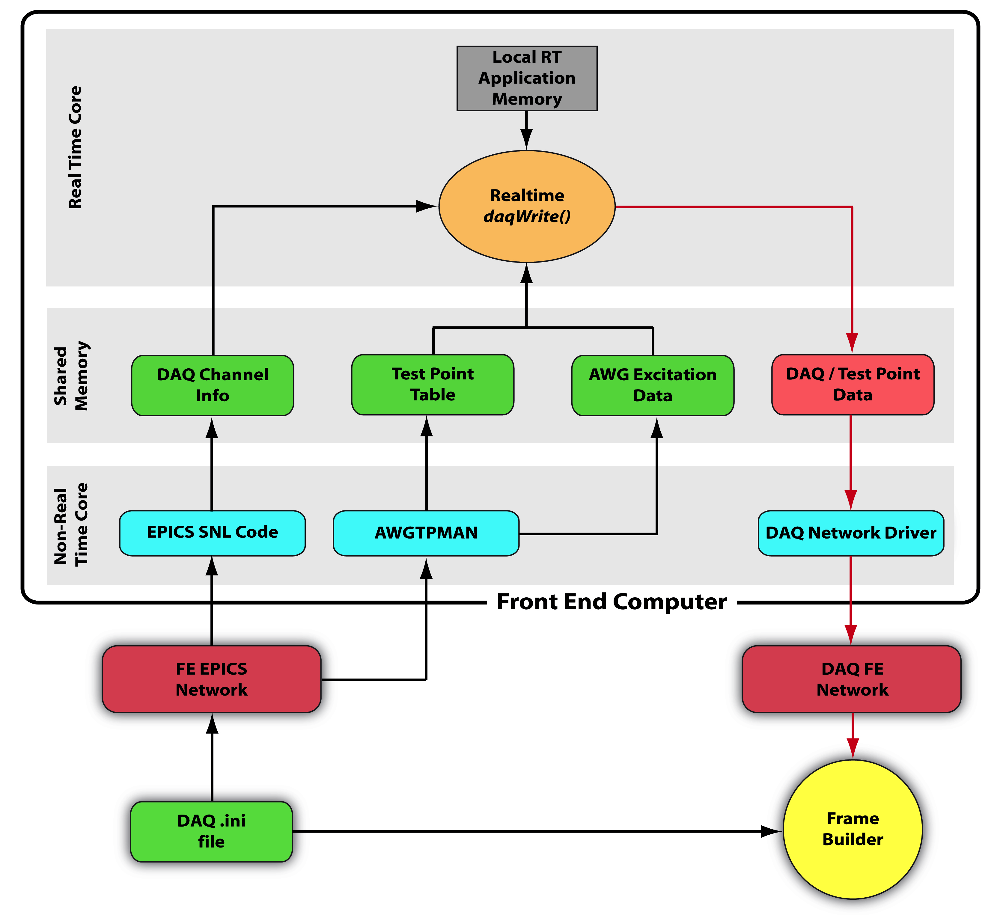 Local RT
Application
Memory
Real Time Core
Realtime
daqWrite()
Shared
Memory
DAQ Channel
Info
Test Point
Table
AWG Excitation
Data
DAQ / Test Point
Data
Non-Real
Time Core
EPICS SNL Code
AWGTPMAN
DAQ Network Driver
Front End Computer
FE EPICS
Network
DAQ FE
Network
DAQ .ini
file
Frame
Builder